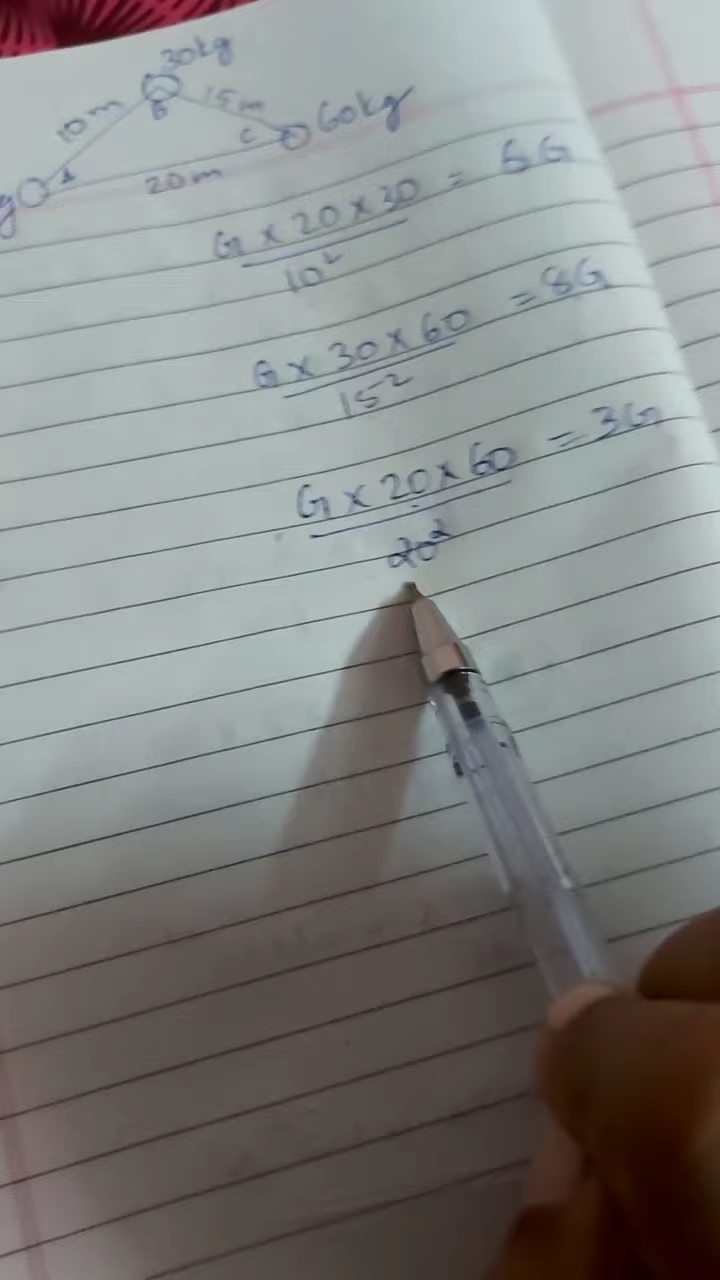 30kg
10m B 15m
C 60kg
g A
20m
G × 20 × 30 = 6G
10²
G × 30 × 60 = 8G
15²
G × 20 × 60 = 3G
20²